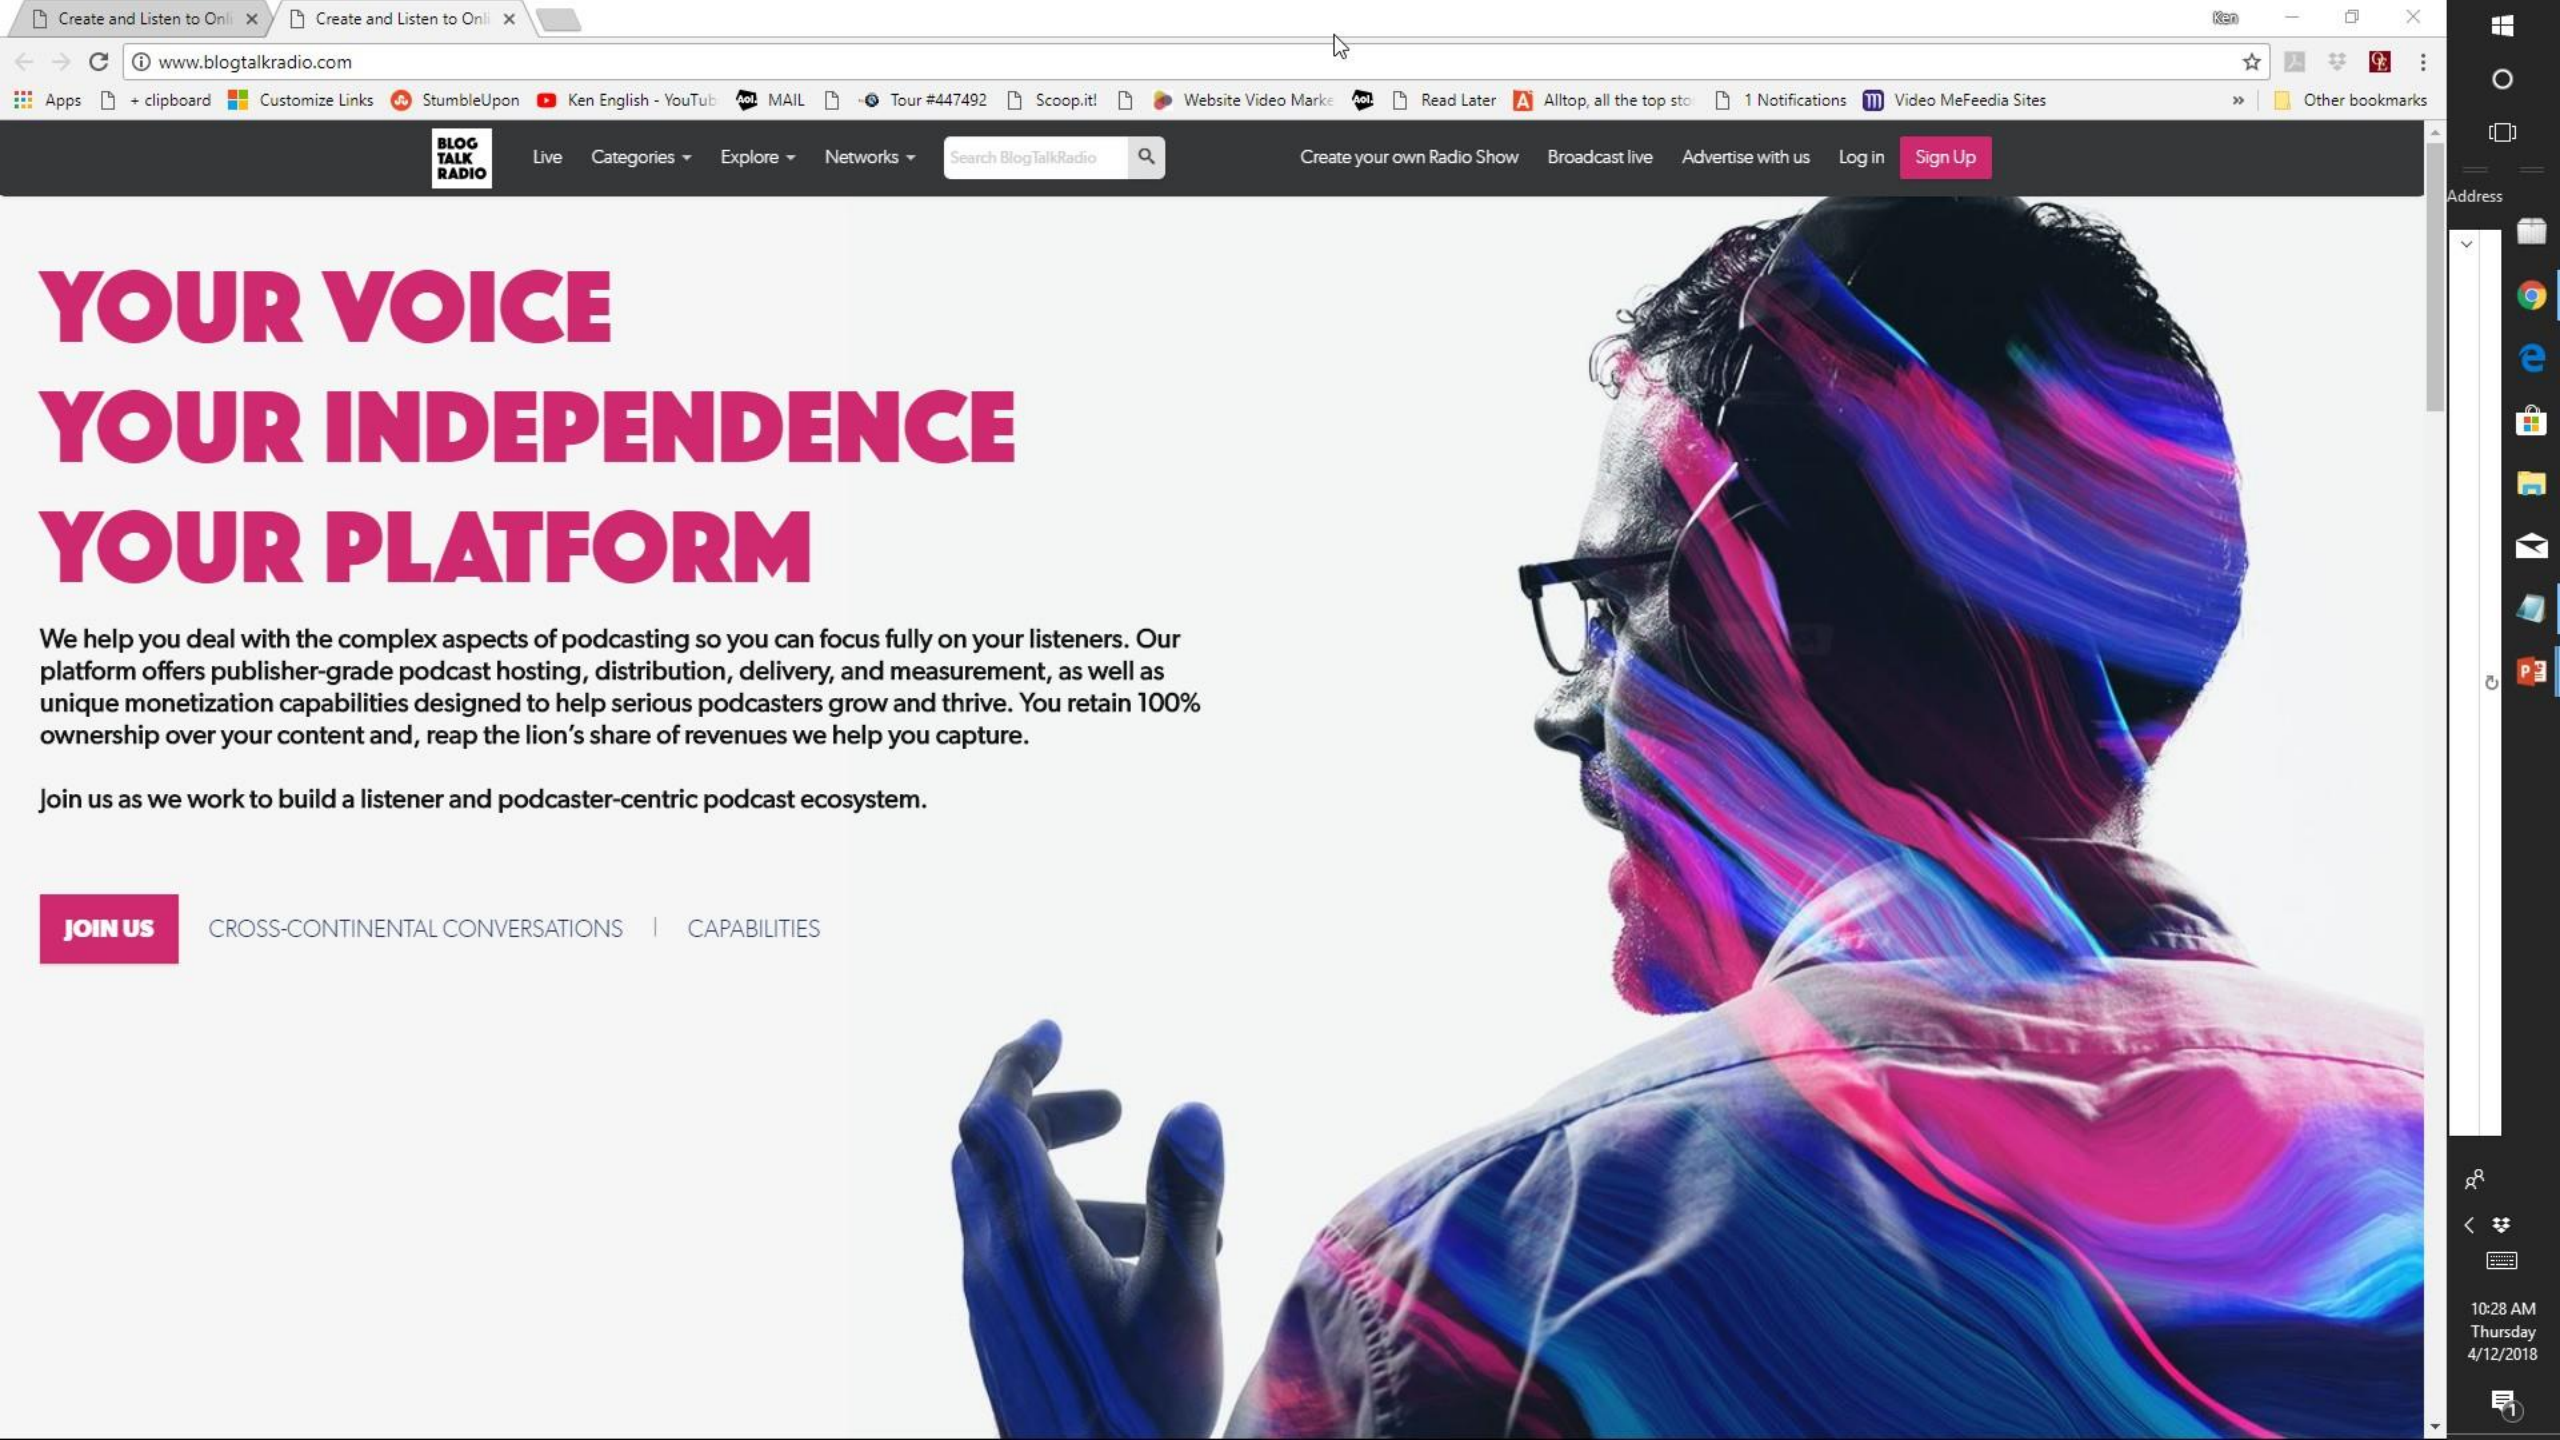 Create and Listen to Onli
Create and Listen to Onli
Ken
www.blogtalkradio.com
Apps
+ clipboard
Customize Links
StumbleUpon
Ken English - YouTub
Aol.
MAIL
Tour #447492
Scoop.it!
Website Video Marke
Aol.
Read Later
Alltop, all the top sto
1 Notifications
Video MeFeedia Sites
Other bookmarks
BLOG
TALK
RADIO
Live
Categories
Explore
Networks
Search BlogTalkRadio
Create your own Radio Show
Broadcast live
Advertise with us
Log in
Sign Up
Address
YOUR VOICE
YOUR INDEPENDENCE
YOUR PLATFORM
We help you deal with the complex aspects of podcasting so you can focus fully on your listeners. Our
platform offers publisher-grade podcast hosting, distribution, delivery, and measurement, as well as
unique monetization capabilities designed to help serious podcasters grow and thrive. You retain 100%
ownership over your content and, reap the lion's share of revenues we help you capture.
Join us as we work to build a listener and podcaster-centric podcast ecosystem.
JOIN US
CROSS-CONTINENTAL CONVERSATIONS
|
CAPABILITIES
10:28 AM
Thursday
4/12/2018
1